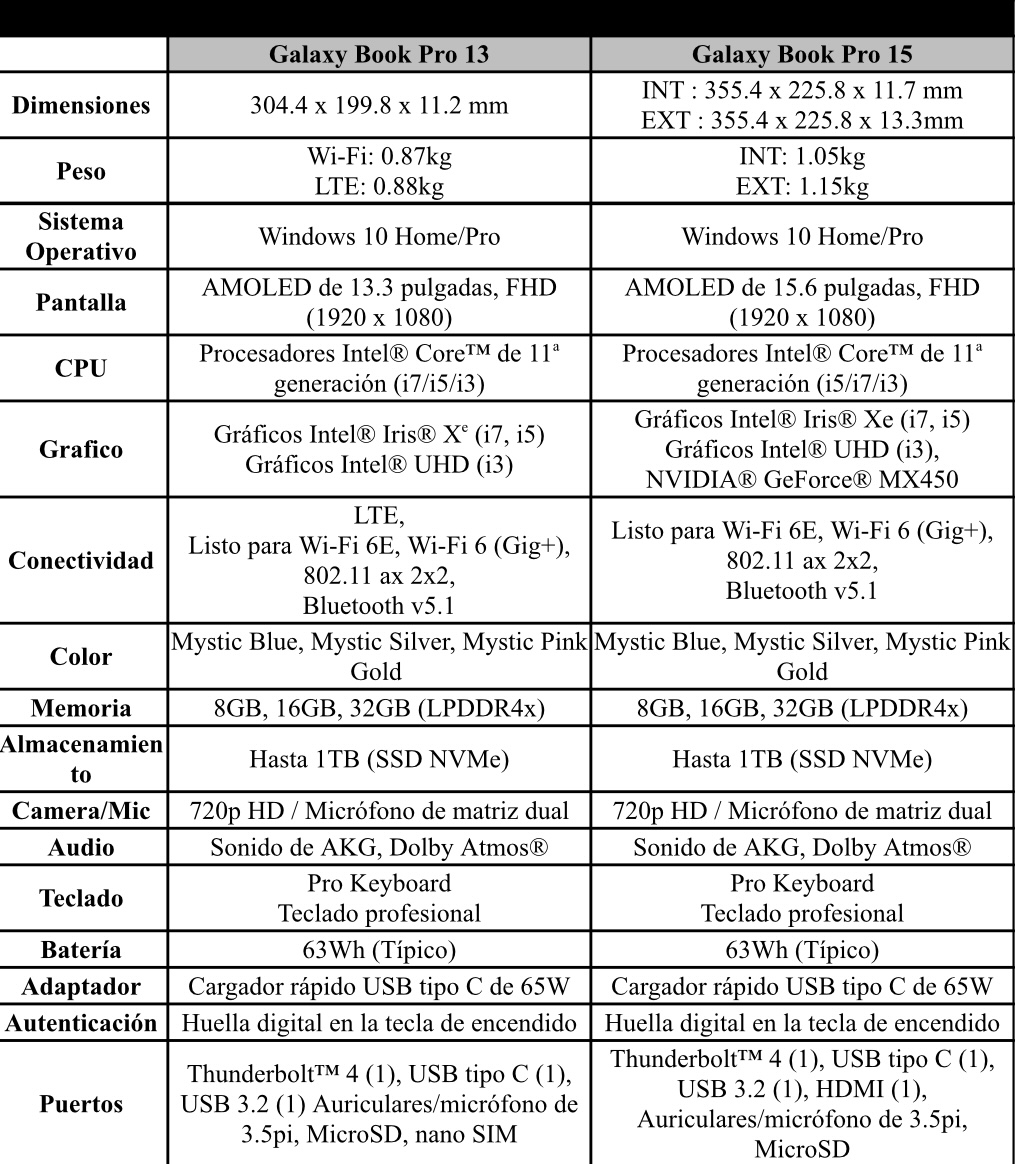 Galaxy Book Pro 13
Galaxy Book Pro 15
Dimensiones
304.4 x 199.8 x 11.2 mm
INT : 355.4 x 225.8 x 11.7 mm
EXT : 355.4 x 225.8 x 13.3mm
Peso
Wi-Fi: 0.87kg
LTE: 0.88kg
INT: 1.05kg
EXT: 1.15kg
Sistema
Operativo
Windows 10 Home/Pro
Windows 10 Home/Pro
Pantalla
AMOLED de 13.3 pulgadas, FHD
(1920 x 1080)
AMOLED de 15.6 pulgadas, FHD
(1920 x 1080)
CPU
Procesadores Intel® Core™ de 11ª
generación (i7/i5/i3)
Procesadores Intel® Core™ de 11ª
generación (i5/i7/i3)
Grafico
Gráficos Intel® Iris® Xᵉ (i7, i5)
Gráficos Intel® UHD (i3)
Gráficos Intel® Iris® Xe (i7, i5)
Gráficos Intel® UHD (i3),
NVIDIA® GeForce® MX450
Conectividad
LTE,
Listo para Wi-Fi 6E, Wi-Fi 6 (Gig+),
802.11 ax 2x2,
Bluetooth v5.1
Listo para Wi-Fi 6E, Wi-Fi 6 (Gig+),
802.11 ax 2x2,
Bluetooth v5.1
Color
Mystic Blue, Mystic Silver, Mystic Pink
Gold
Mystic Blue, Mystic Silver, Mystic Pink
Gold
Memoria
8GB, 16GB, 32GB (LPDDR4x)
8GB, 16GB, 32GB (LPDDR4x)
Almacenamien
to
Hasta 1TB (SSD NVMe)
Hasta 1TB (SSD NVMe)
Camera/Mic
720p HD / Micrófono de matriz dual
720p HD / Micrófono de matriz dual
Audio
Sonido de AKG, Dolby Atmos®
Sonido de AKG, Dolby Atmos®
Teclado
Pro Keyboard
Teclado profesional
Pro Keyboard
Teclado profesional
Batería
63Wh (Típico)
63Wh (Típico)
Adaptador
Cargador rápido USB tipo C de 65W
Cargador rápido USB tipo C de 65W
Autenticación
Huella digital en la tecla de encendido
Huella digital en la tecla de encendido
Puertos
Thunderbolt™ 4 (1), USB tipo C (1),
USB 3.2 (1) Auriculares/micrófono de
3.5pi, MicroSD, nano SIM
Thunderbolt™ 4 (1), USB tipo C (1),
USB 3.2 (1), HDMI (1),
Auriculares/micrófono de 3.5pi,
MicroSD